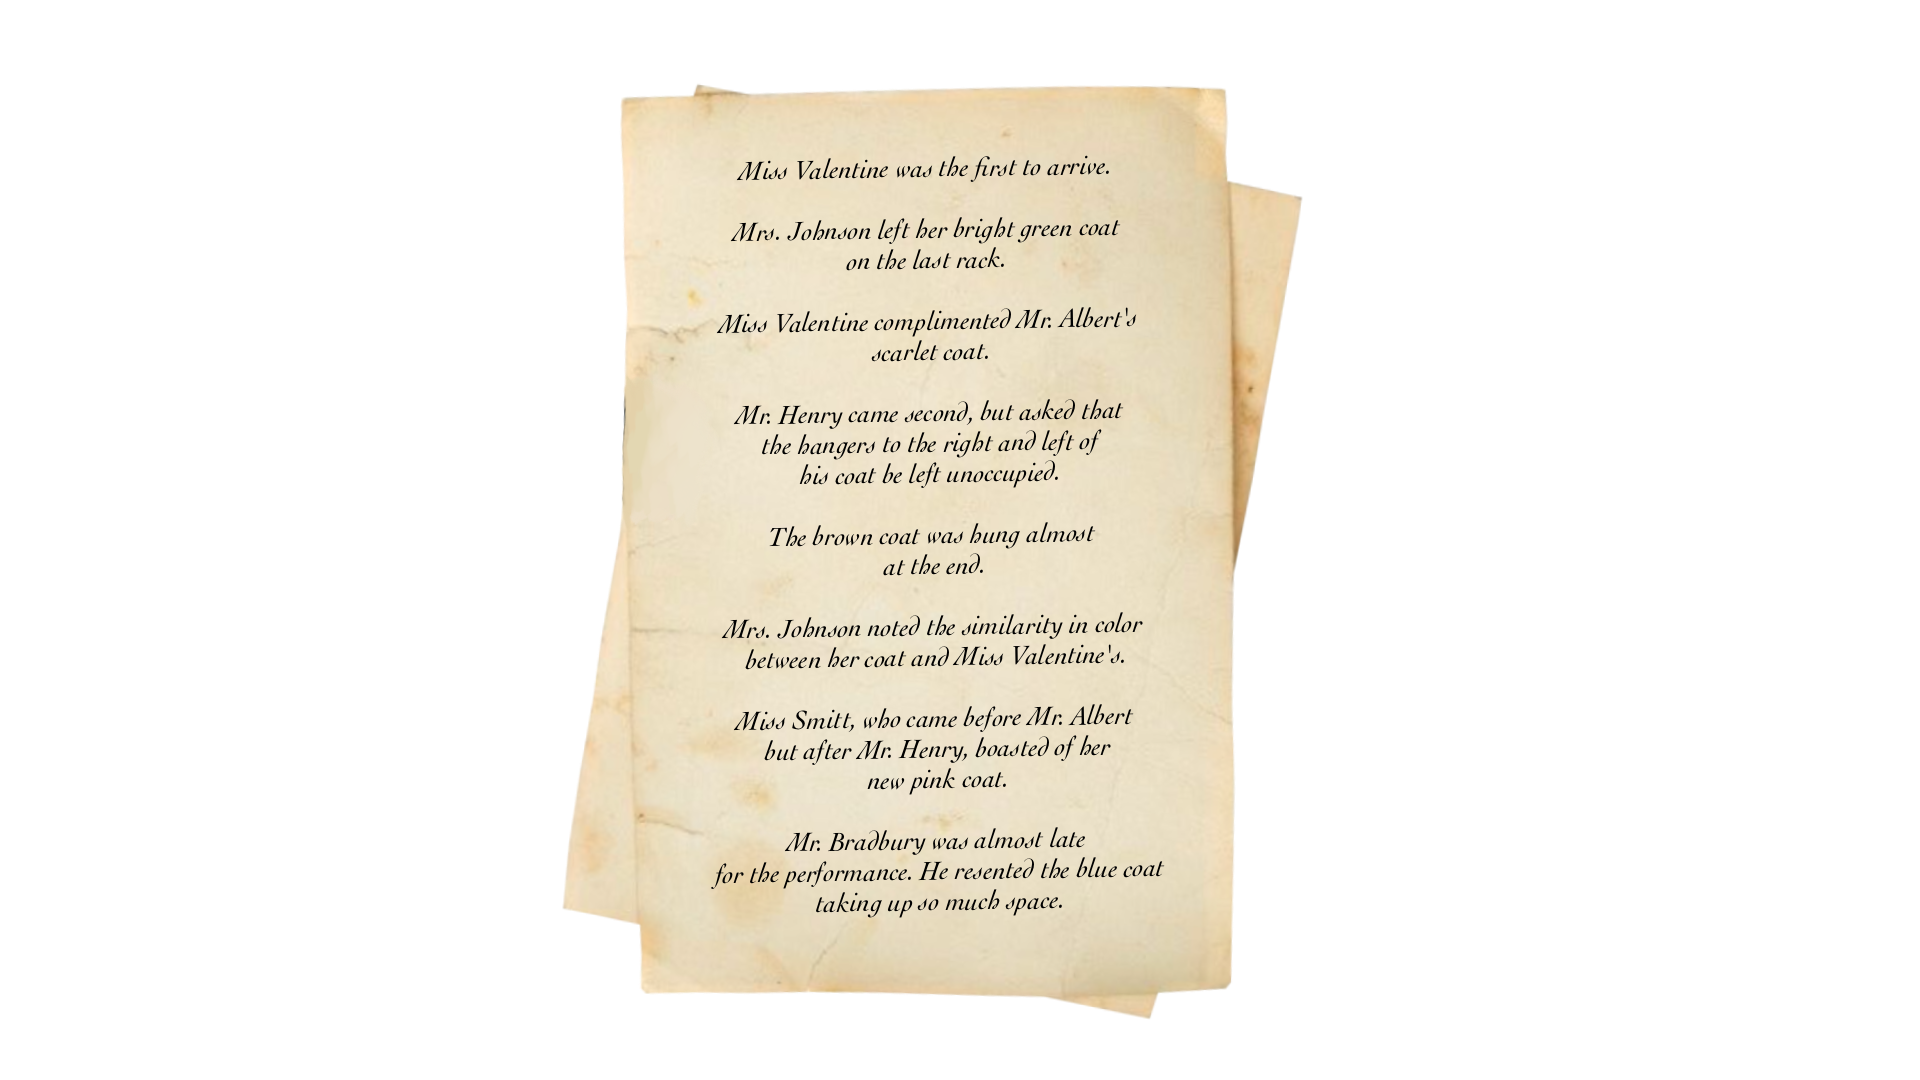 Miss Valentine was the first to arrive.
Mrs. Johnson left her bright green coat
on the last rack.
Miss Valentine complimented Mr. Albert's
scarlet coat.
Mr. Henry came second, but asked that
the hangers to the right and left of
his coat be left unoccupied.
The brown coat was hung almost
at the end.
Mrs. Johnson noted the similarity in color
between her coat and Miss Valentine's.
Miss Smitt, who came before Mr. Albert
but after Mr. Henry, boasted of her
new pink coat.
Mr. Bradbury was almost late
for the performance. He resented the blue coat
taking up so much space.